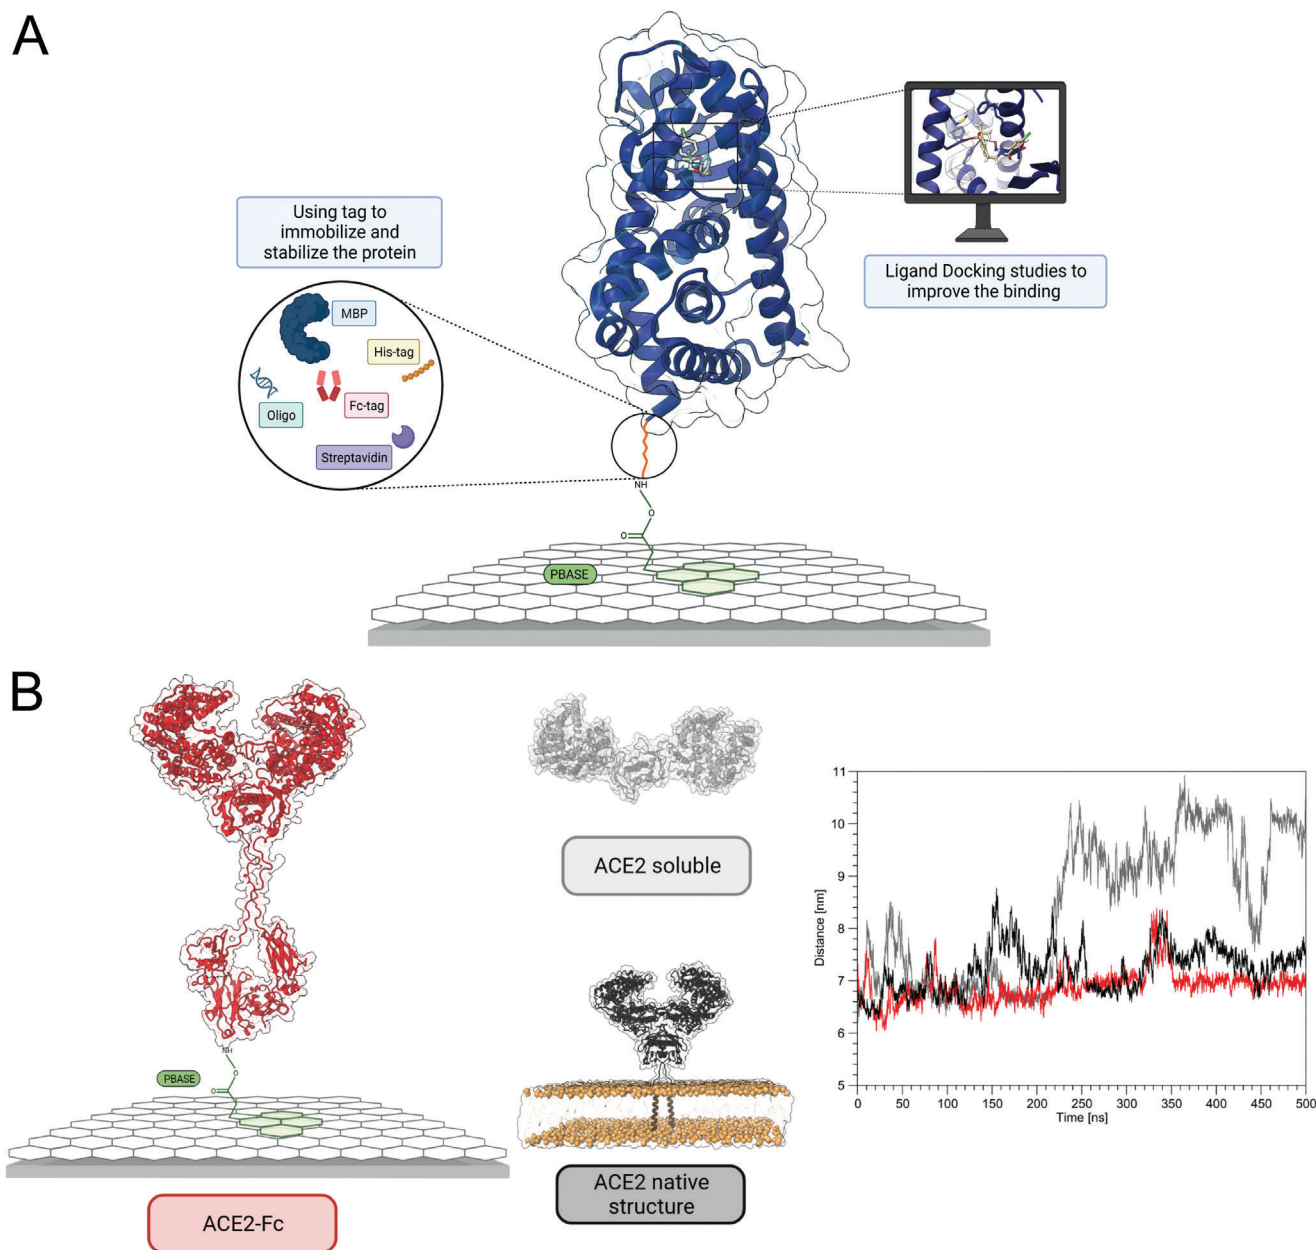 A
Using tag to
immobilize and
stabilize the protein
MBP
His-tag
Oligo
Fc-tag
Streptavidin
Ligand Docking studies to
improve the binding
NH
O
O
PBASE
B
NH
O
O
PBASE
ACE2-Fc
ACE2 soluble
ACE2 native
structure
Distance [nm]
11
10
9
8
7
6
5
0
50
100
150
200
250
300
350
400
450
500
Time [ns]